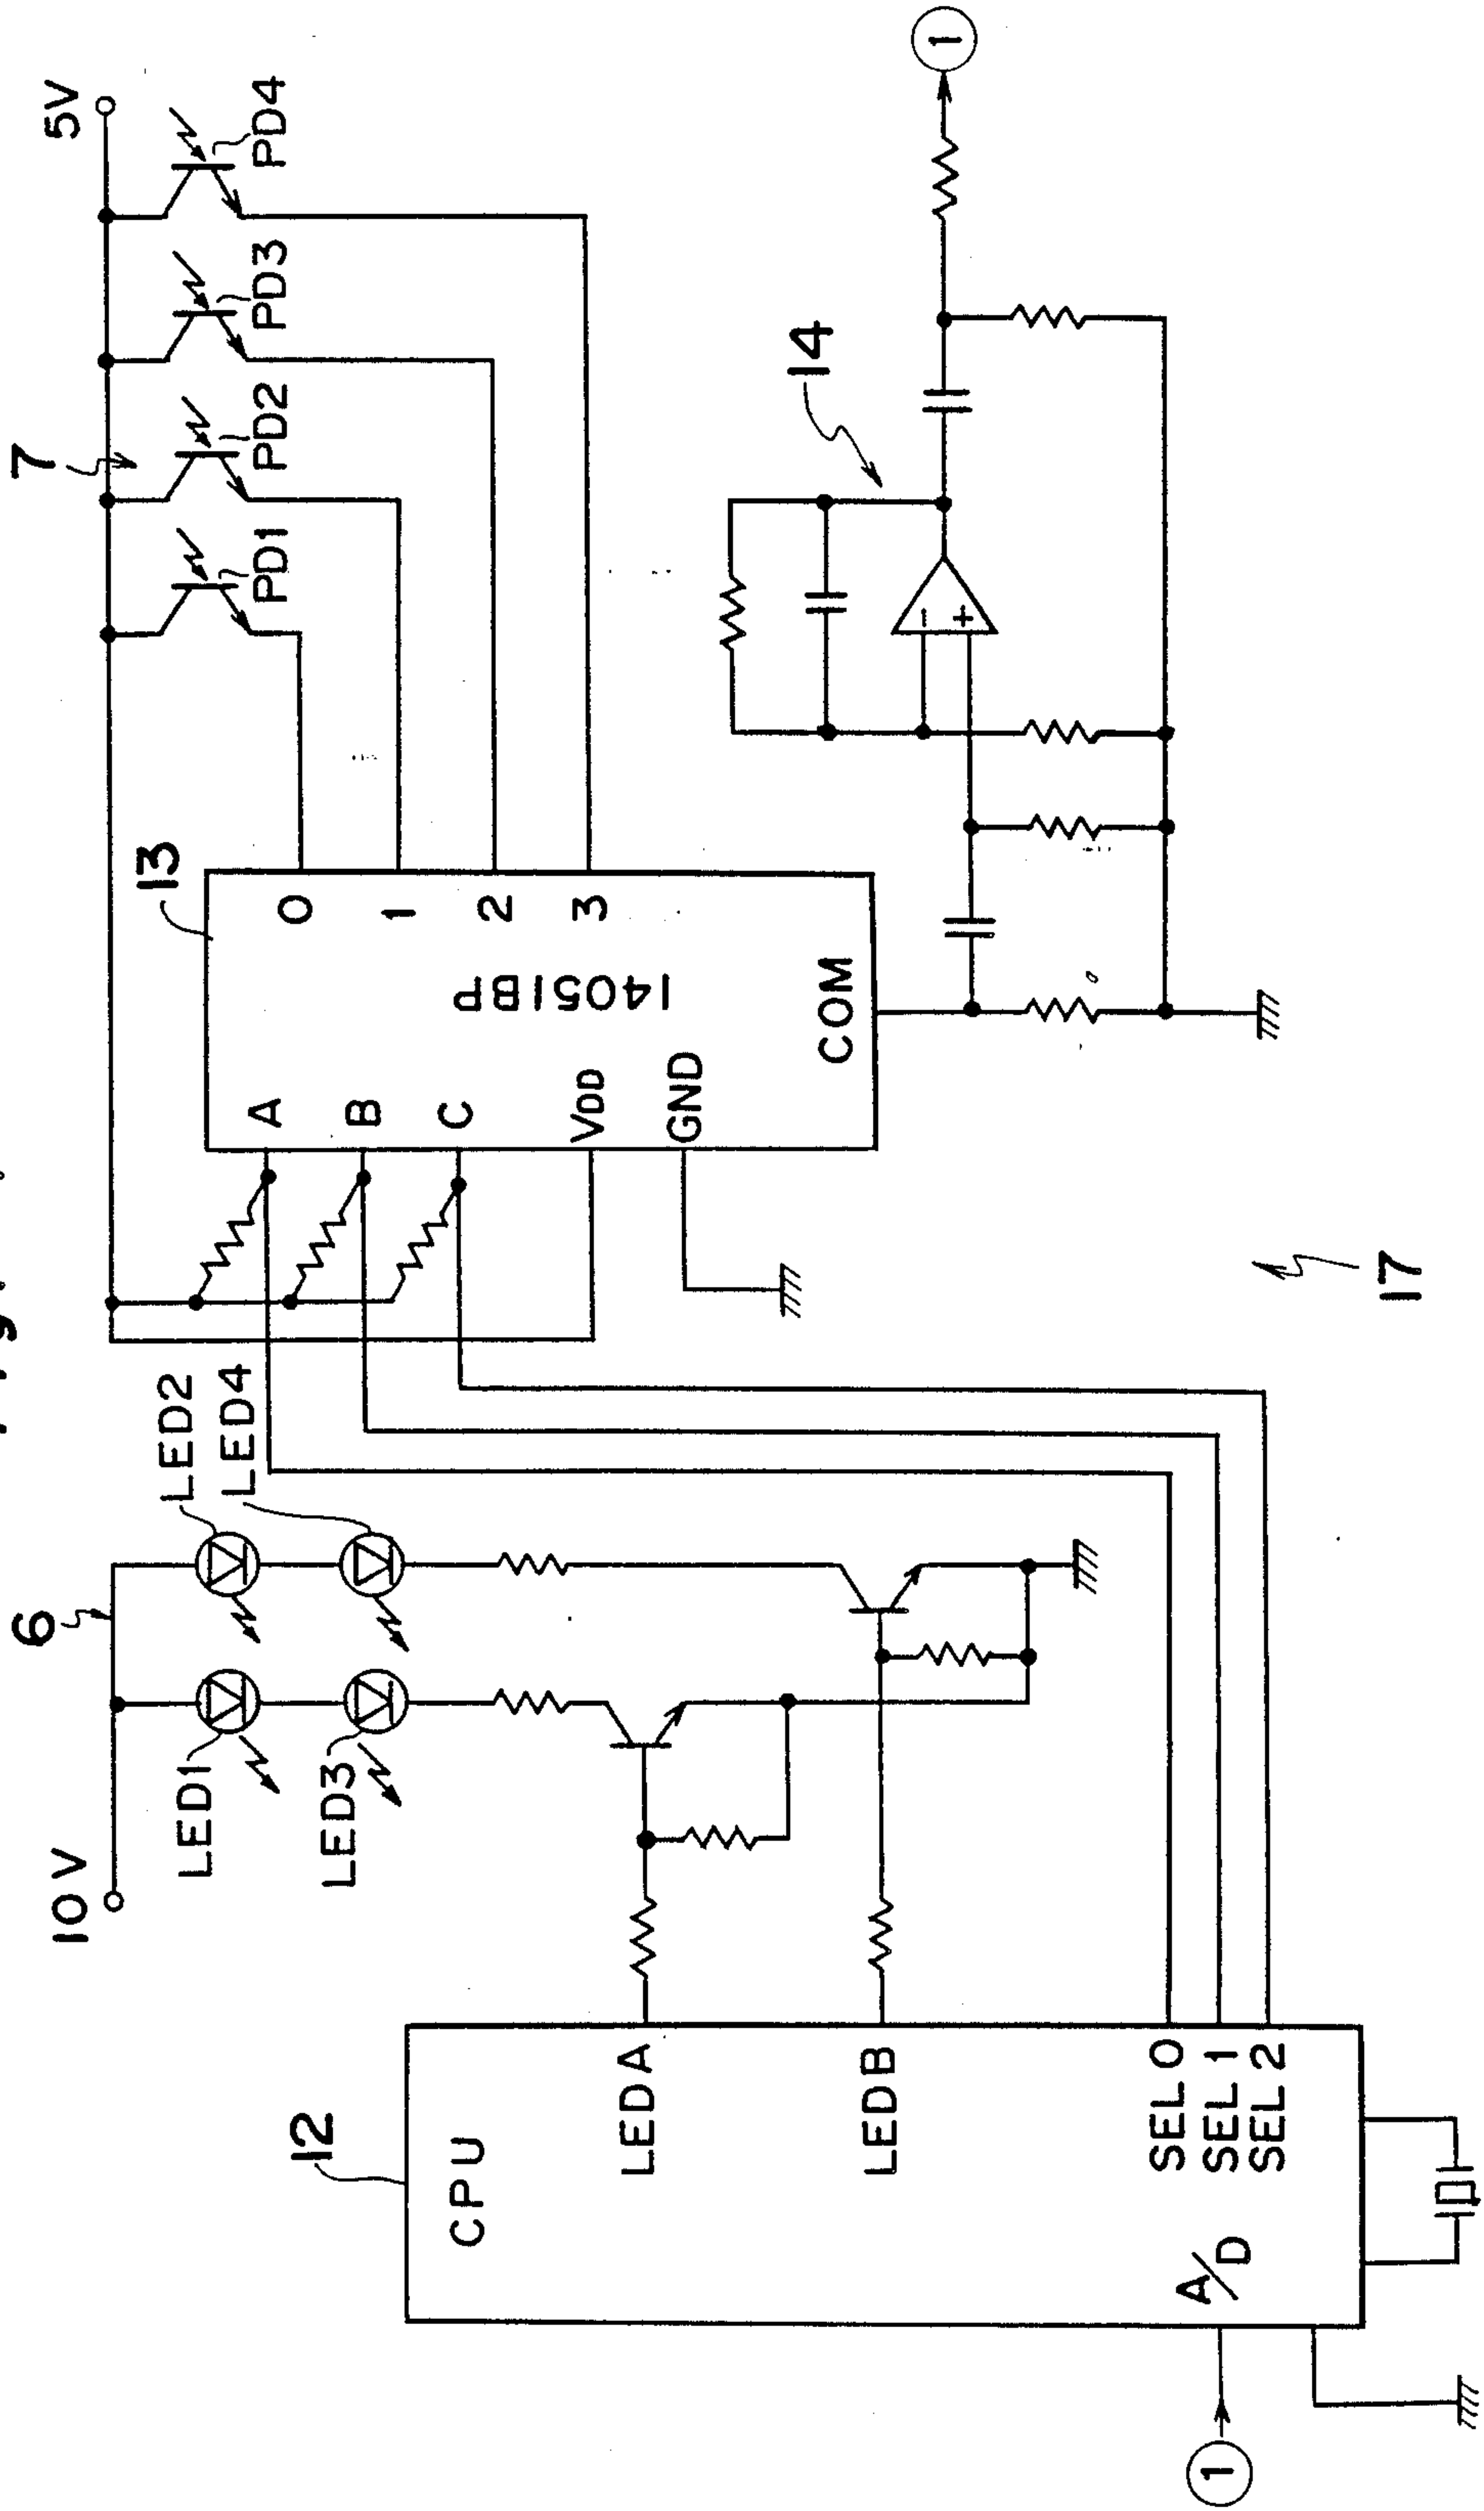 10V
6
LED1
LED2
LED3
LED4
5V
7
PD1
PD2
PD3
PD4
12
CPU
LEDA
LEDB
SEL 0
SEL 1
SEL 2
A/D
1
13
A
B
C
VDD
GND
COM
14051BP
0
1
2
3
14
-
+
1
17